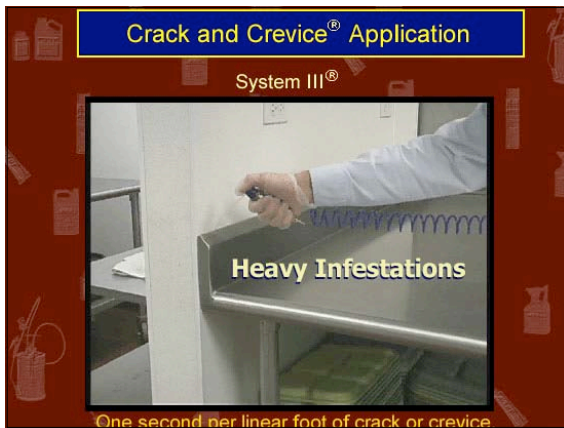 Crack and Crevice® Application
System III®
Heavy Infestations
One second per linear foot of crack or crevice